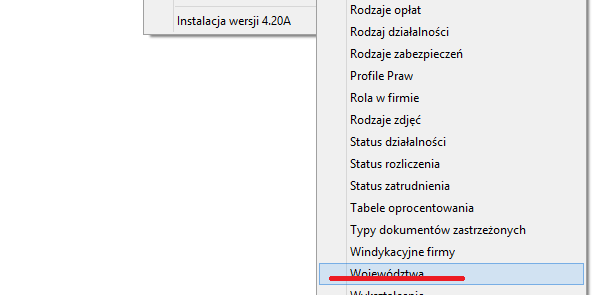 Rodzaje opłat
Instalacja wersji 4.20A
Rodzaj działalności
Rodzaje zabezpieczeń
Profile Praw
Rola w firmie
Rodzaje zdjęć
Status działalności
Status rozliczenia
Status zatrudnienia
Tabele oprocentowania
Typy dokumentów zastrzeżonych
Windykacyjne firmy
Województwa
Wykształcenie